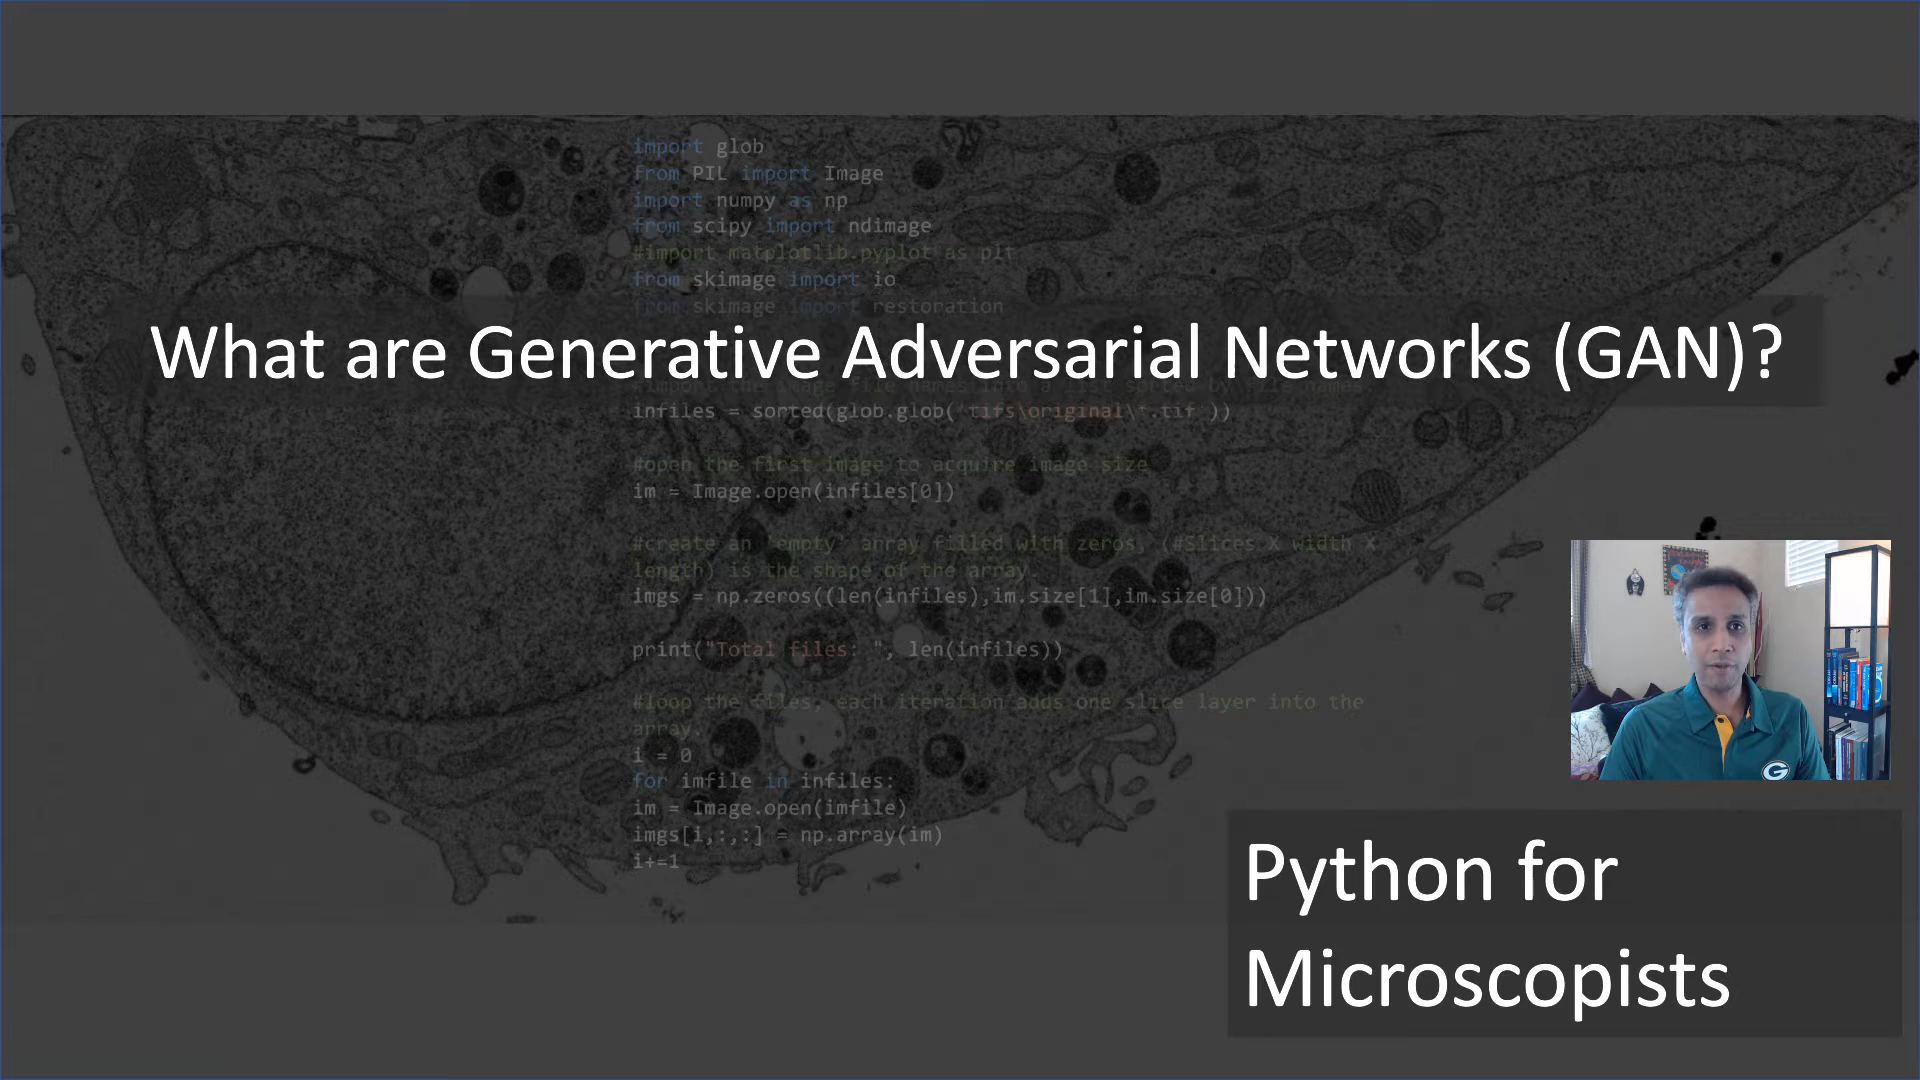 import glob
from PIL import Image
import numpy as np
from scipy import ndimage
#import matplotlib.pyplot as plt
from skimage import io
from skimage import restoration
What are Generative Adversarial Networks (GAN)?
infiles = sorted(glob.glob('tifs\original\*.tif'))
#open the first image to acquire image size
im = Image.open(infiles[0])
#create an 'empty' array filled with zeros, (#Slices X width X
length) is the shape of the array.
imgs = np.zeros((len(infiles),im.size[1],im.size[0]))
print("Total files: ", len(infiles))
#loop the files, each iteration adds one slice layer into the
array.
i = 0
for imfile in infiles:
im = Image.open(imfile)
imgs[i,:,:] = np.array(im)
i+=1
G
Python for
Microscopists